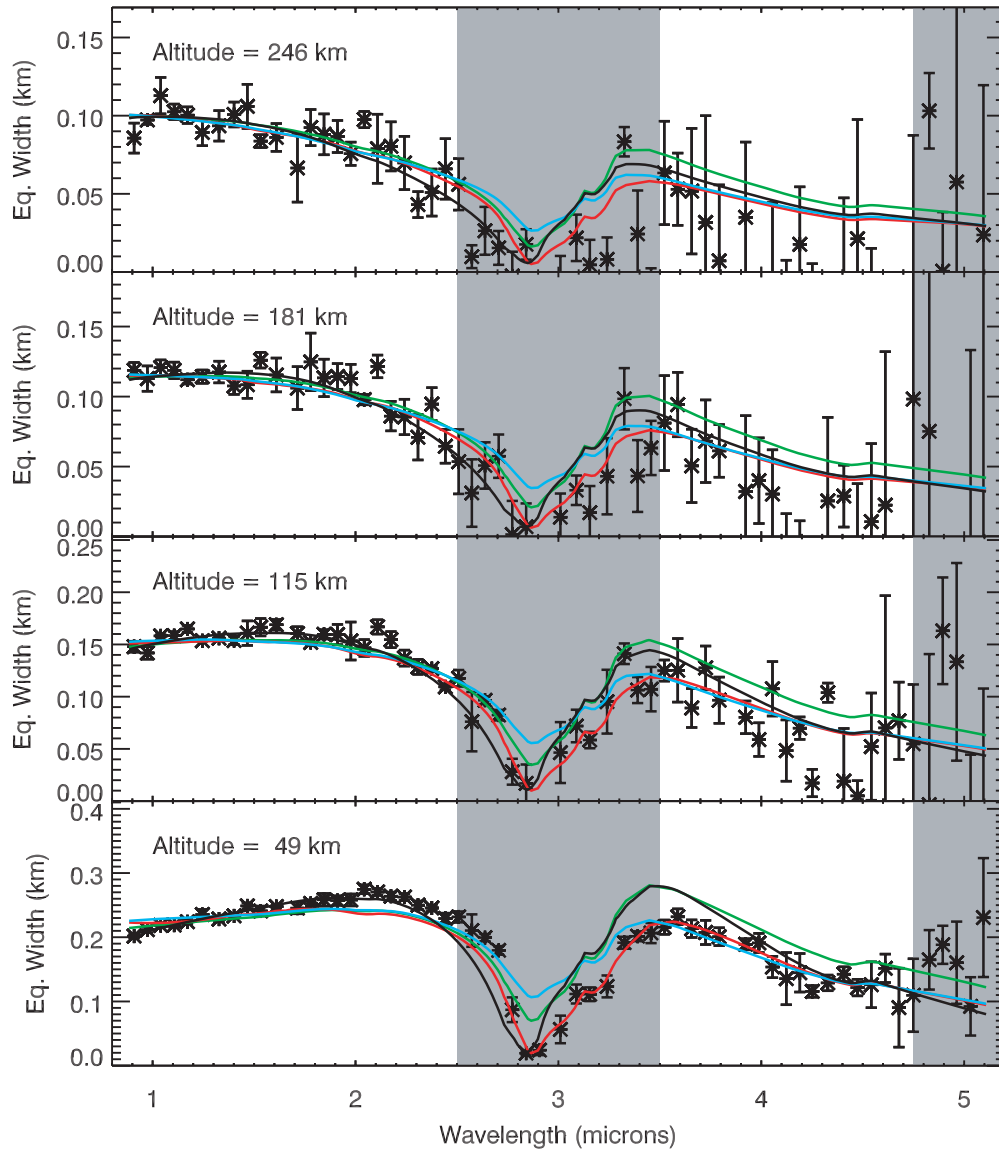 Altitude = 246 km
Eq. Width (km)
0.15
0.10
0.05
0.00
Altitude = 181 km
Eq. Width (km)
0.15
0.10
0.05
0.00
Altitude = 115 km
Eq. Width (km)
0.25
0.20
0.15
0.10
0.05
0.00
Altitude = 49 km
Eq. Width (km)
0.4
0.3
0.2
0.1
0.0
1 2 3 4 5
Wavelength (microns)